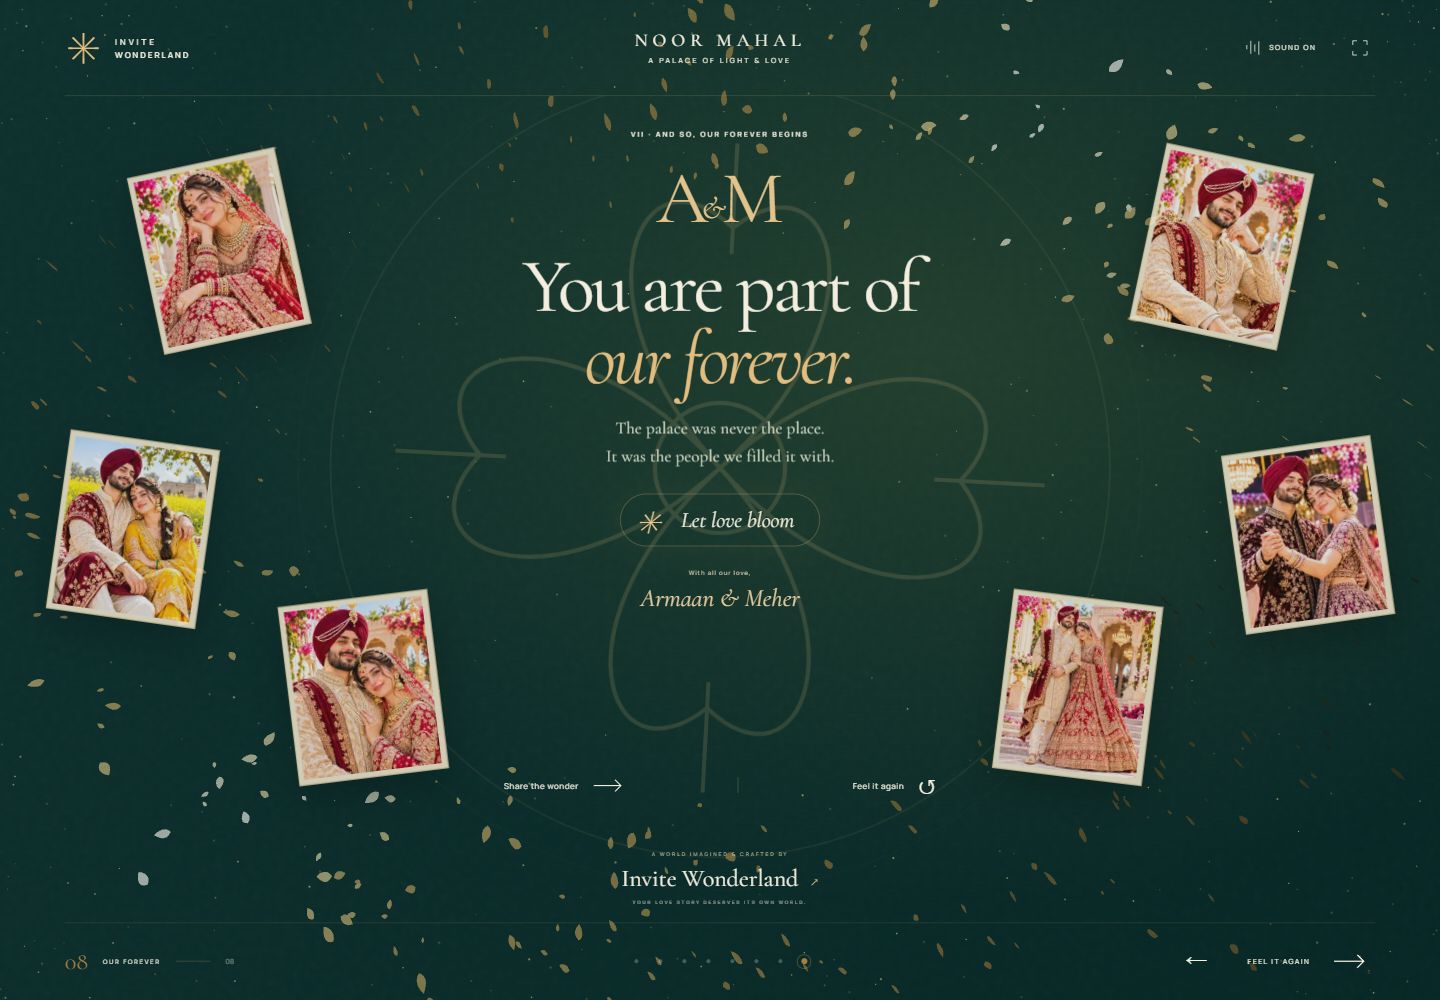 INVITE
WONDERLAND
NOOR MAHAL
A PALACE OF LIGHT & LOVE
SOUND ON
VII · AND SO, OUR FOREVER BEGINS
A&M
You are part of
our forever.
The palace was never the place.
It was the people we filled it with.
Let love bloom
With all our love,
Armaan & Meher
Share the wonder
Feel it again
A WORLD IMAGINED & CRAFTED BY
Invite Wonderland ↗
YOUR LOVE STORY DESERVES ITS OWN WORLD.
08 OUR FOREVER 08
FEEL IT AGAIN